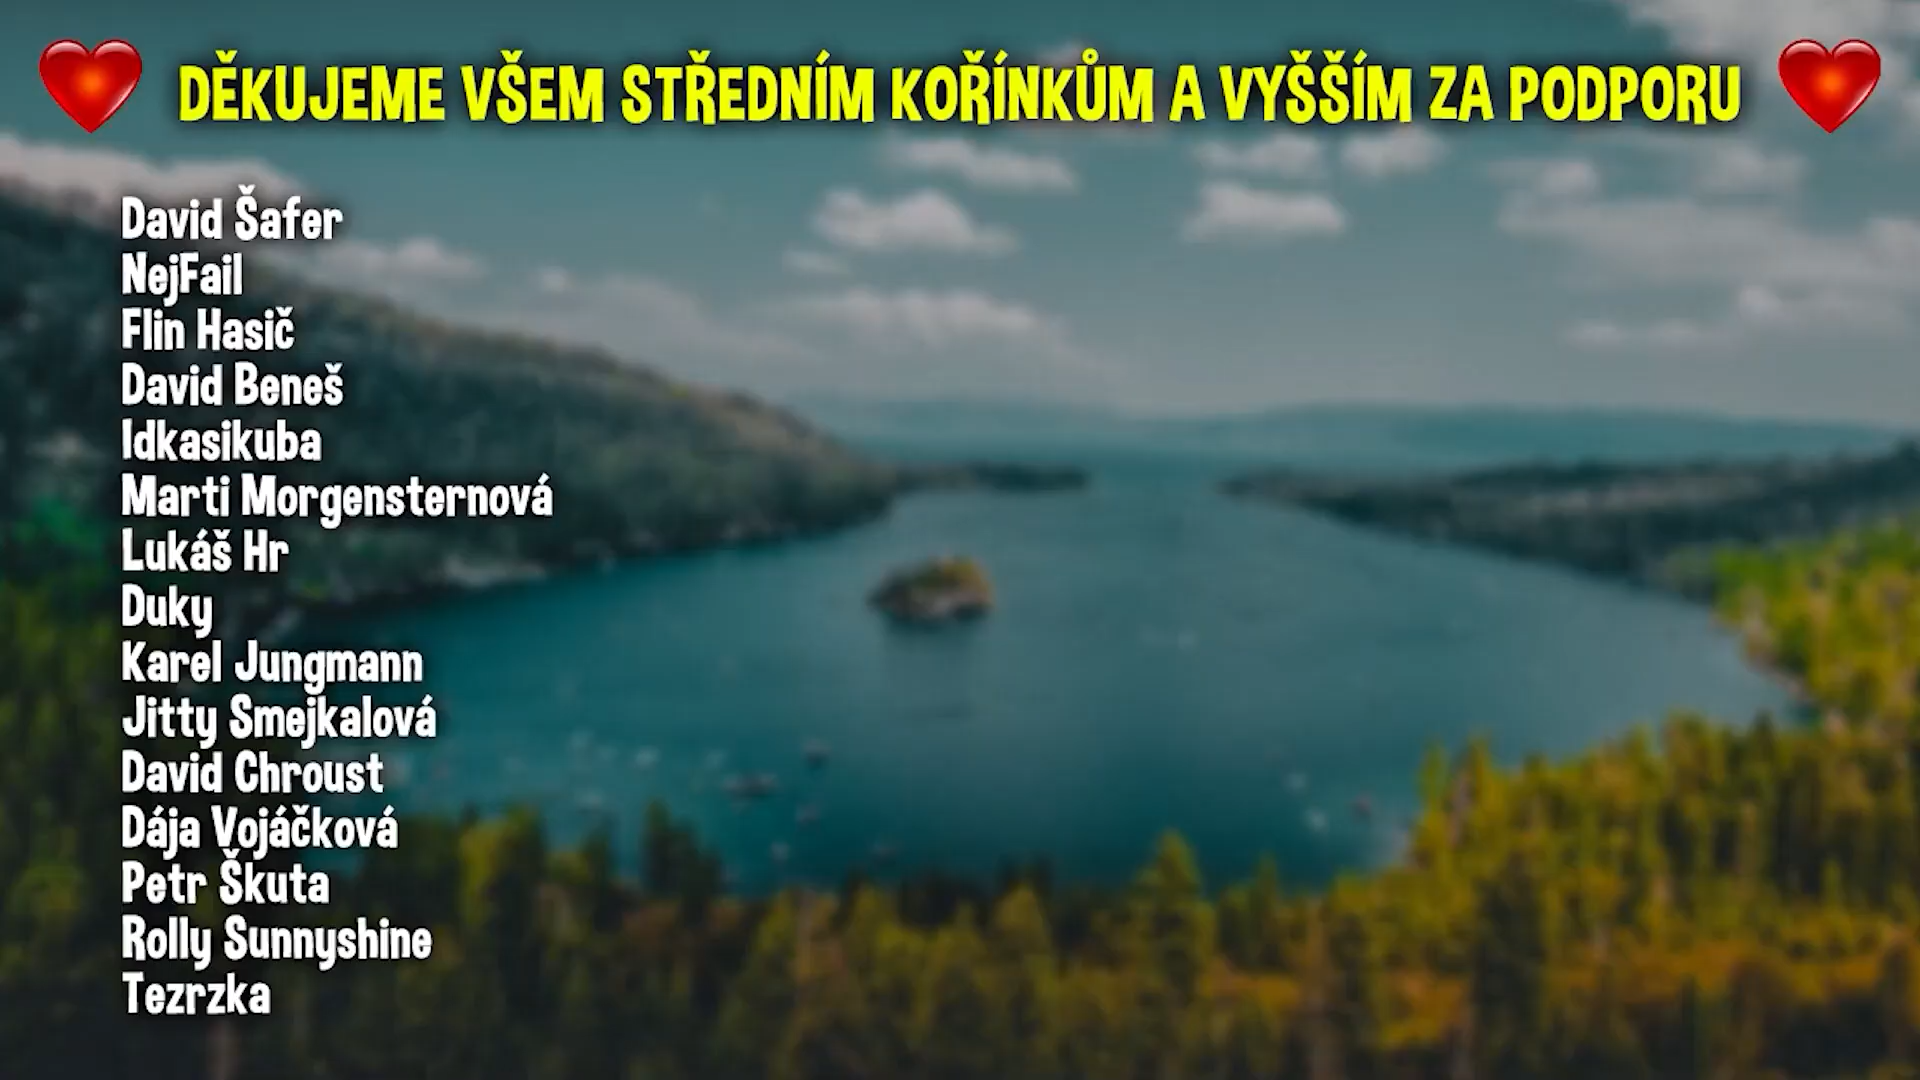 DĚKUJEME VŠEM STŘEDNÍM KOŘÍNKŮM A VYŠŠÍM ZA PODPORU
David Šafer
NejFail
Flin Hasič
David Beneš
Idkasikuba
Marti Morgensternová
Lukáš Hr
Duky
Karel Jungmann
Jitty Smejkalová
David Chroust
Dája Vojáčková
Petr Škuta
Rolly Sunnyshine
Tezrzka